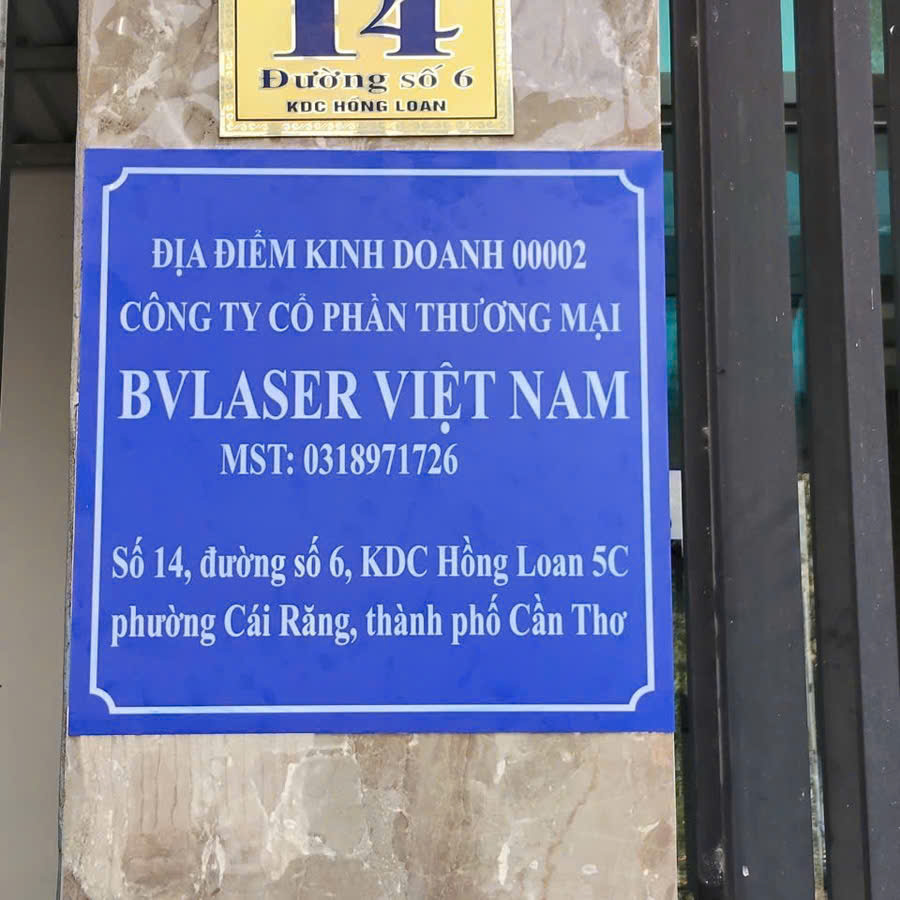 14
Đường số 6
KDC HỒNG LOAN
ĐỊA ĐIỂM KINH DOANH 00002
CÔNG TY CỔ PHẦN THƯƠNG MẠI
BVLASER VIỆT NAM
MST: 0318971726
Số 14, đường số 6, KDC Hồng Loan 5C
phường Cái Răng, thành phố Cần Thơ